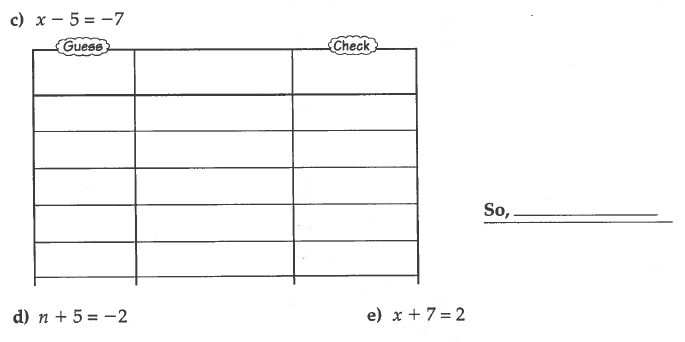 c) x − 5 = −7
Guess Check
So,
d) n + 5 = −2 e) x + 7 = 2